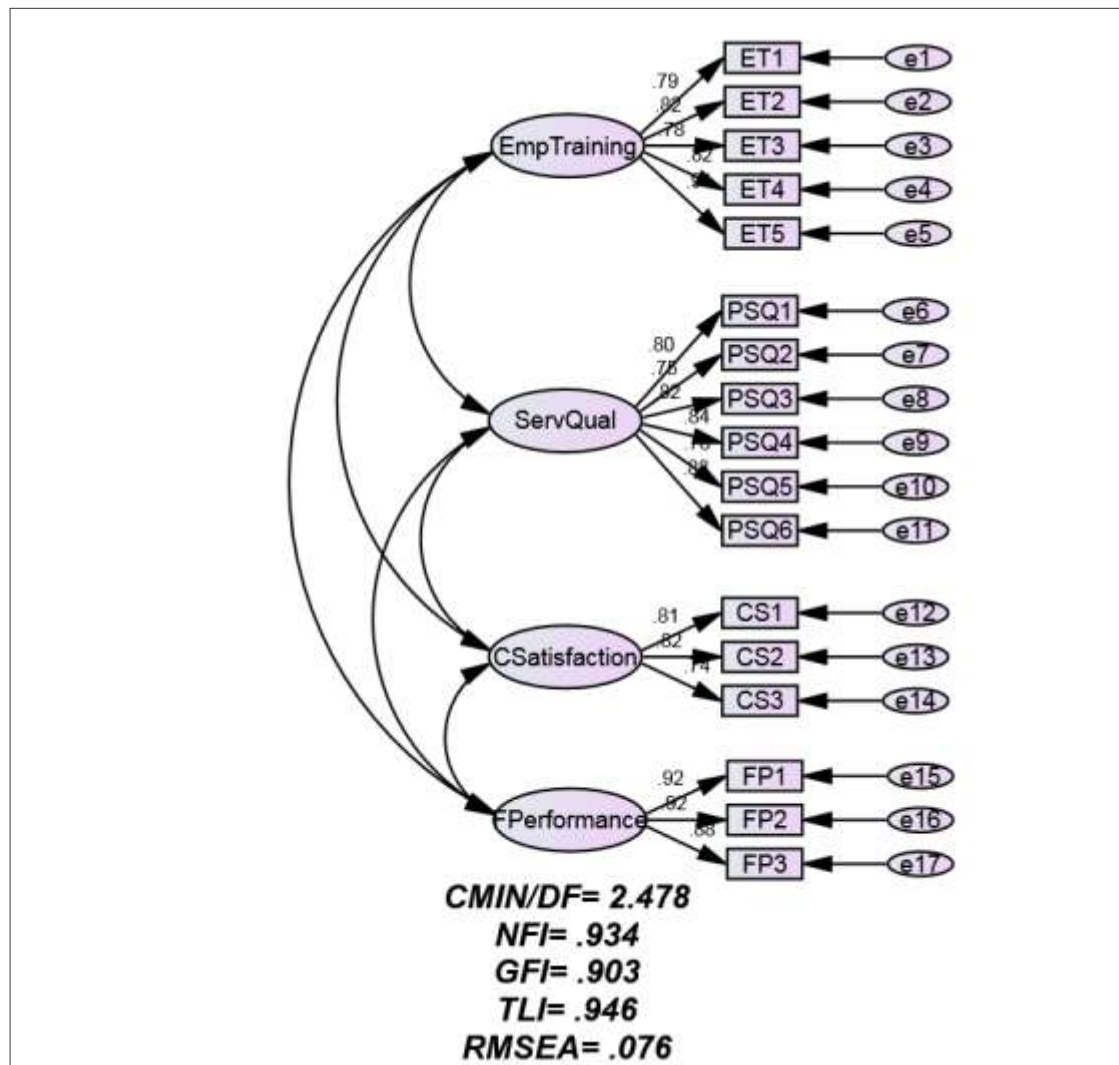 .79
ET1
e1
.82
ET2
e2
.78
EmpTraining
ET3
e3
.82
ET4
e4
ET5
e5
.80
PSQ1
e6
.75
PSQ2
e7
.82
ServQual
PSQ3
e8
.84
PSQ4
e9
PSQ5
e10
.88
PSQ6
e11
.81
CS1
e12
.82
CSatisfaction
CS2
e13
.74
CS3
e14
.92
FP1
e15
.92
FPerformance
FP2
e16
.88
FP3
e17
CMIN/DF= 2.478
NFI= .934
GFI= .903
TLI= .946
RMSEA= .076